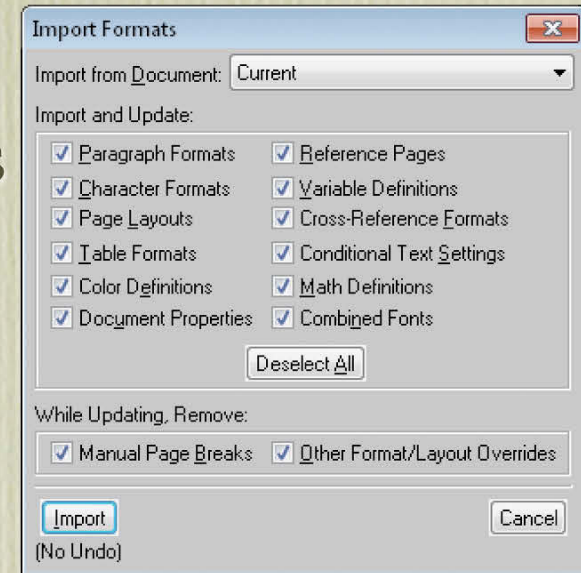 Import Formats
Import from Document: Current
Import and Update:
Paragraph Formats Reference Pages
Character Formats Variable Definitions
Page Layouts Cross-Reference Formats
Table Formats Conditional Text Settings
Color Definitions Math Definitions
Document Properties Combined Fonts
Deselect All
While Updating, Remove:
Manual Page Breaks Other Format/Layout Overrides
Import Cancel
(No Undo)